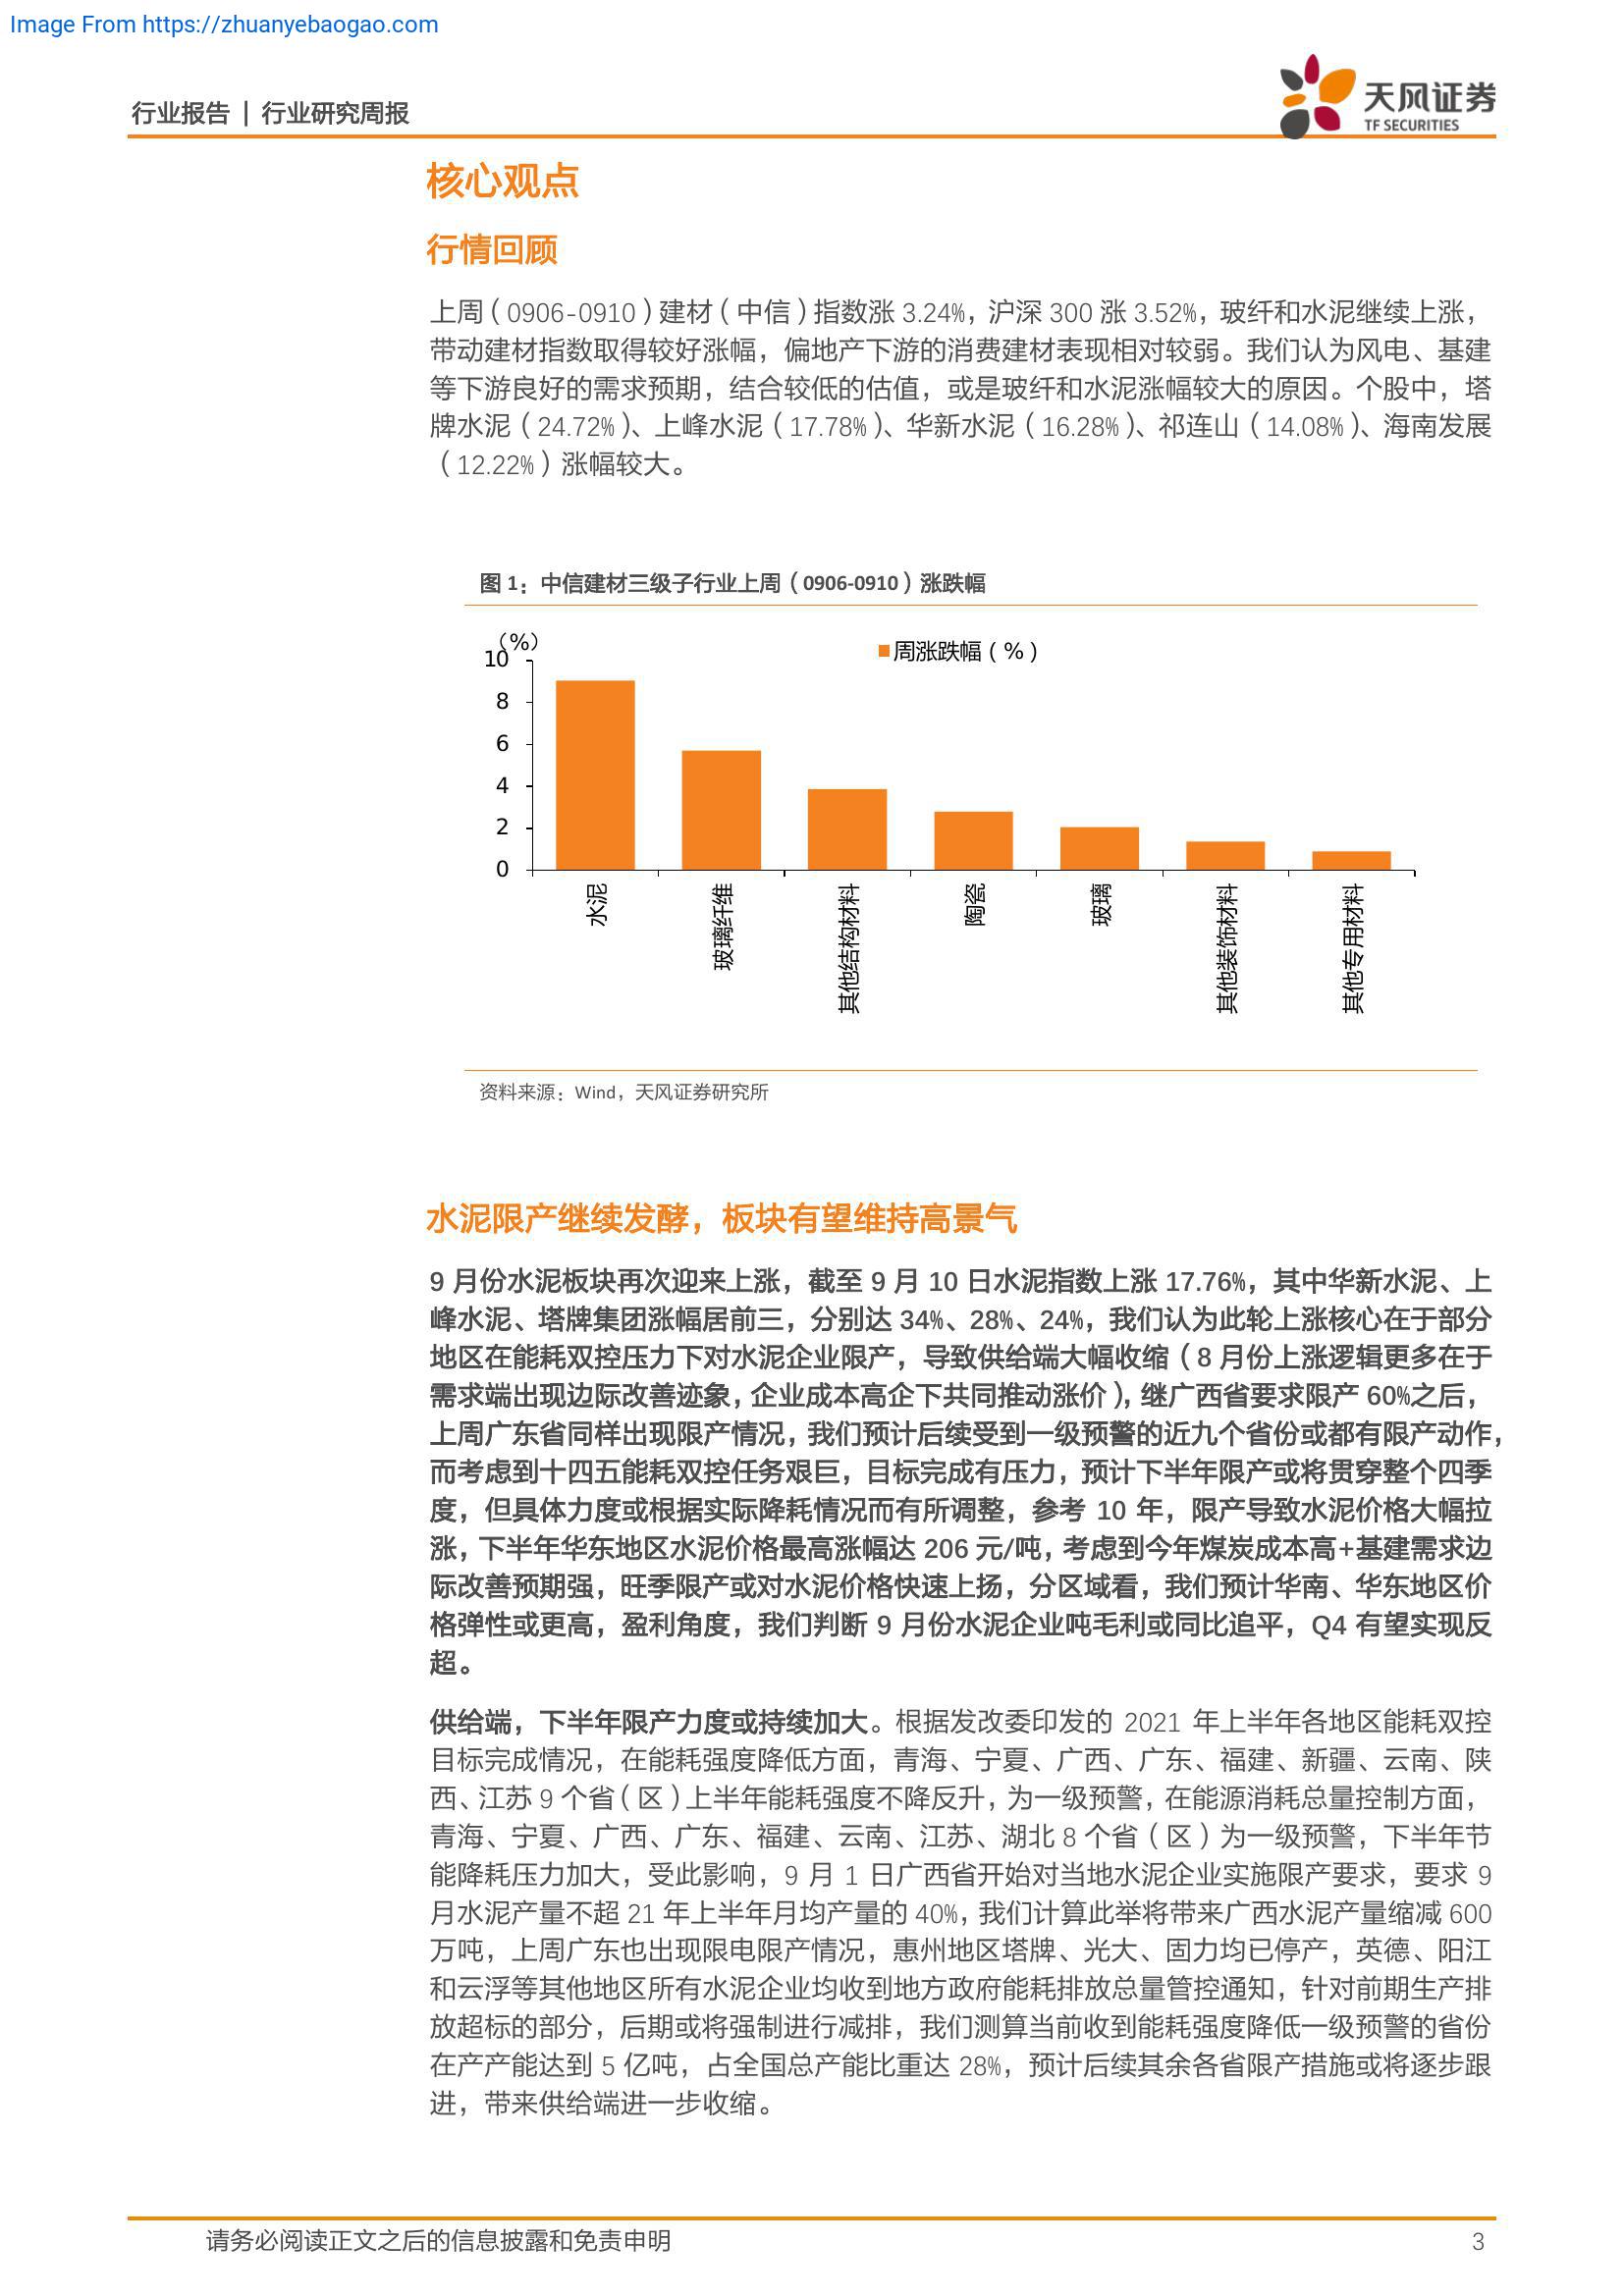 Image From https://zhuanyebaogao.com
行业报告 | 行业研究周报
天风证券
TF SECURITIES
核心观点
行情回顾
上周（0906-0910）建材（中信）指数涨 3.24%，沪深 300 涨 3.52%，玻纤和水泥继续上涨，
带动建材指数取得较好涨幅，偏地产下游的消费建材表现相对较弱。我们认为风电、基建
等下游良好的需求预期，结合较低的估值，或是玻纤和水泥涨幅较大的原因。个股中，塔
牌水泥（24.72%）、上峰水泥（17.78%）、华新水泥（16.28%）、祁连山（14.08%）、海南发展
（12.22%）涨幅较大。
图 1：中信建材三级子行业上周（0906-0910）涨跌幅
（%）
周涨跌幅（%）
10
8
6
4
2
0
水泥
玻璃纤维
其他结构材料
陶瓷
玻璃
其他装饰材料
其他专用材料
资料来源：Wind，天风证券研究所
水泥限产继续发酵，板块有望维持高景气
9 月份水泥板块再次迎来上涨，截至 9 月 10 日水泥指数上涨 17.76%，其中华新水泥、上
峰水泥、塔牌集团涨幅居前三，分别达 34%、28%、24%，我们认为此轮上涨核心在于部分
地区在能耗双控压力下对水泥企业限产，导致供给端大幅收缩（8 月份上涨逻辑更多在于
需求端出现边际改善迹象，企业成本高企下共同推动涨价），继广西省要求限产 60%之后，
上周广东省同样出现限产情况，我们预计后续受到一级预警的近九个省份或都有限产动作，
而考虑到十四五能耗双控任务艰巨，目标完成有压力，预计下半年限产或将贯穿整个四季
度，但具体力度或根据实际降耗情况而有所调整，参考 10 年，限产导致水泥价格大幅拉
涨，下半年华东地区水泥价格最高涨幅达 206 元/吨，考虑到今年煤炭成本高+基建需求边
际改善预期强，旺季限产或对水泥价格快速上扬，分区域看，我们预计华南、华东地区价
格弹性或更高，盈利角度，我们判断 9 月份水泥企业吨毛利或同比追平，Q4 有望实现反
超。
供给端，下半年限产力度或持续加大。根据发改委印发的 2021 年上半年各地区能耗双控
目标完成情况，在能耗强度降低方面，青海、宁夏、广西、广东、福建、新疆、云南、陕
西、江苏 9 个省（区）上半年能耗强度不降反升，为一级预警，在能源消耗总量控制方面，
青海、宁夏、广西、广东、福建、云南、江苏、湖北 8 个省（区）为一级预警，下半年节
能降耗压力加大，受此影响，9 月 1 日广西省开始对当地水泥企业实施限产要求，要求 9
月水泥产量不超 21 年上半年月均产量的 40%，我们计算此举将带来广西水泥产量缩减 600
万吨，上周广东也出现限电限产情况，惠州地区塔牌、光大、固力均已停产，英德、阳江
和云浮等其他地区所有水泥企业均收到地方政府能耗排放总量管控通知，针对前期生产排
放超标的部分，后期或将强制进行减排，我们测算当前收到能耗强度降低一级预警的省份
在产产能达到 5 亿吨，占全国总产能比重达 28%，预计后续其余各省限产措施或将逐步跟
进，带来供给端进一步收缩。
请务必阅读正文之后的信息披露和免责申明
3